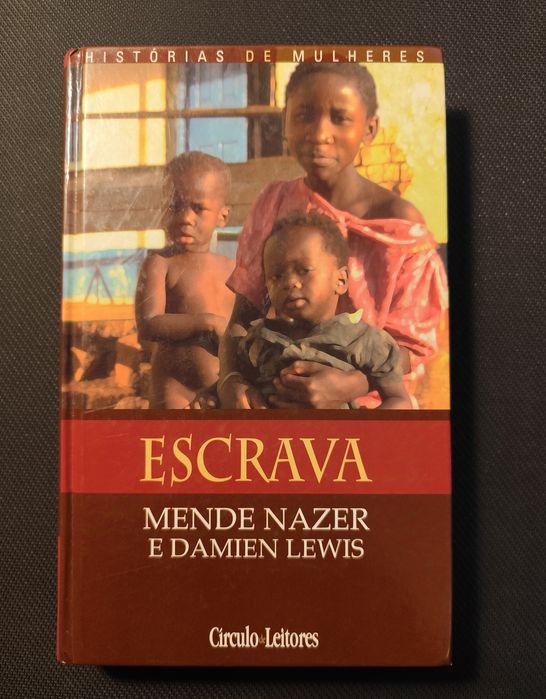 HISTÓRIAS DE MULHERES
ESCRAVA
MENDE NAZER
E DAMIEN LEWIS
Círculo de Leitores